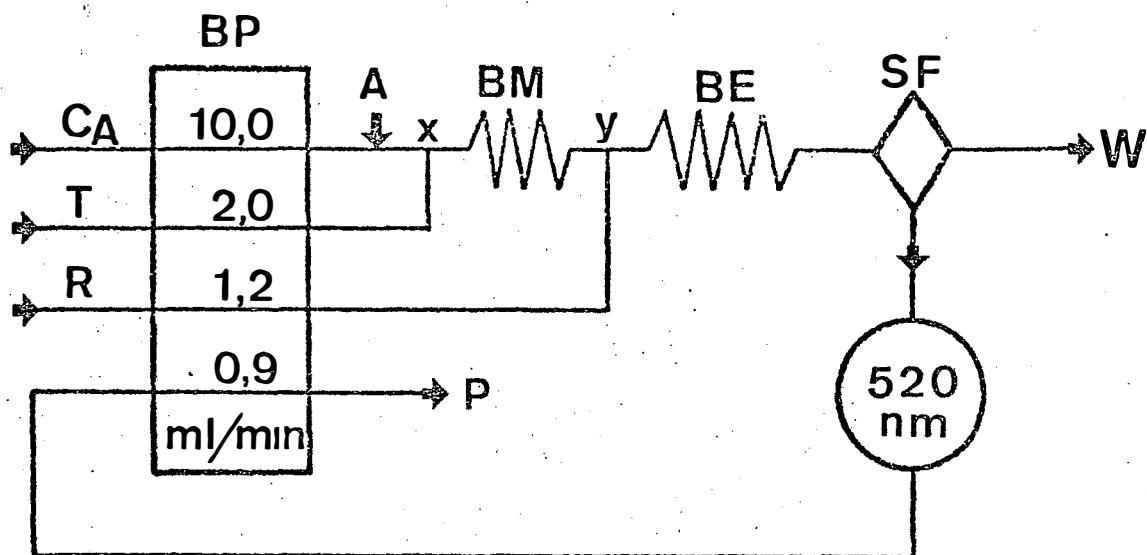 BP
CA 10,0 A x BM y BE SF W
T 2,0
R 1,2
0,9 P
ml/min
520
nm